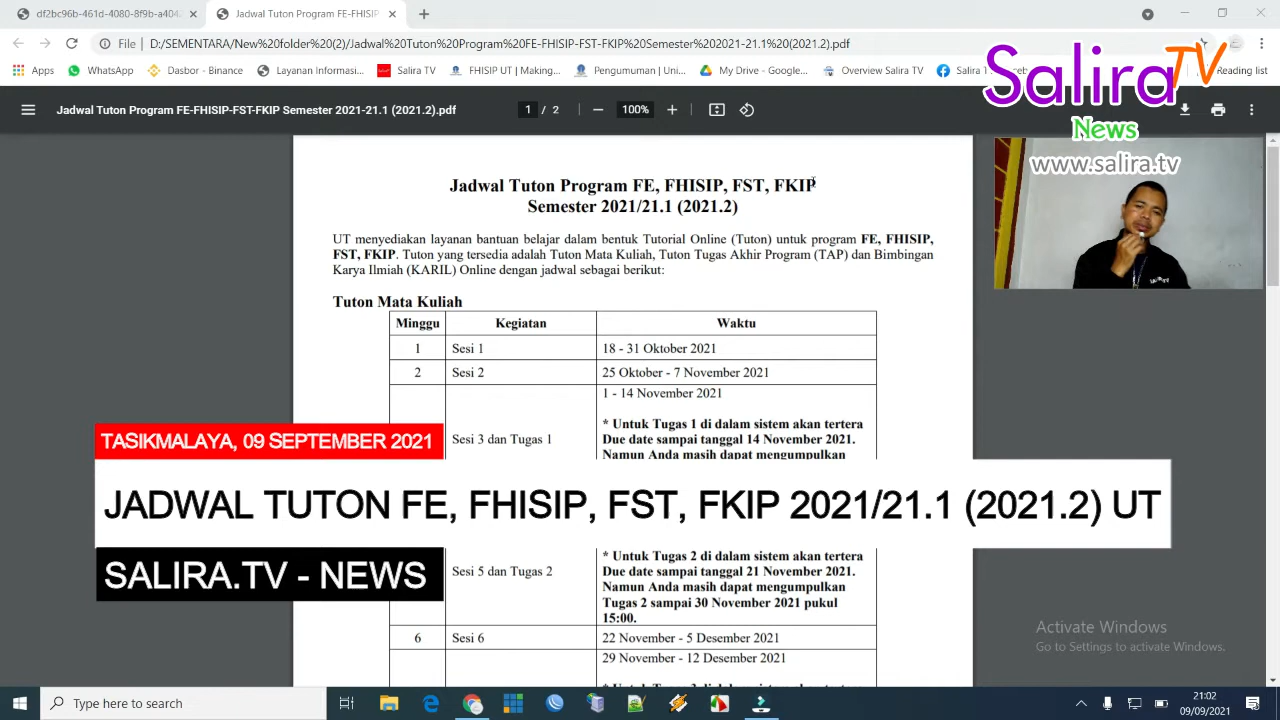 df2bc96b-461d-4080-8f9b-a404
Jadwal Tuton Program FE-FHISIP-
File
D:/SEMENTARA/New%20folder%20(2)/Jadwal%20Tuton%20Program%20FE-FHISIP-FST-FKIP%20Semester%202021-21.1%20(2021.2).pdf
Apps
WhatsApp
Dasbor - Binance
Layanan Informasi...
Salira TV
FHISIP UT | Making...
Pengumuman | Uni...
My Drive - Google...
Overview Salira TV
Reading list
Salira TV
News
www.salira.tv
Jadwal Tuton Program FE-FHISIP-FST-FKIP Semester 2021-21.1 (2021.2).pdf
1 / 2
100%
Jadwal Tuton Program FE, FHISIP, FST, FKIP
Semester 2021/21.1 (2021.2)
UT menyediakan layanan bantuan belajar dalam bentuk Tutorial Online (Tuton) untuk program FE, FHISIP,
FST, FKIP. Tuton yang tersedia adalah Tuton Mata Kuliah, Tuton Tugas Akhir Program (TAP) dan Bimbingan
Karya Ilmiah (KARIL) Online dengan jadwal sebagai berikut:
Tuton Mata Kuliah
Minggu Kegiatan Waktu
1 Sesi 1 18 - 31 Oktober 2021
2 Sesi 2 25 Oktober - 7 November 2021
1 - 14 November 2021
* Untuk Tugas 1 di dalam sistem akan tertera
Sesi 3 dan Tugas 1 Due date sampai tanggal 14 November 2021.
Namun Anda masih dapat mengumpulkan
TASIKMALAYA, 09 SEPTEMBER 2021
JADWAL TUTON FE, FHISIP, FST, FKIP 2021/21.1 (2021.2) UT
SALIRA.TV - NEWS
* Untuk Tugas 2 di dalam sistem akan tertera
Sesi 5 dan Tugas 2 Due date sampai tanggal 21 November 2021.
Namun Anda masih dapat mengumpulkan
Tugas 2 sampai 30 November 2021 pukul
15:00.
6 Sesi 6 22 November - 5 Desember 2021
29 November - 12 Desember 2021
Activate Windows
Go to Settings to activate Windows.
Type here to search
21:02
09/09/2021